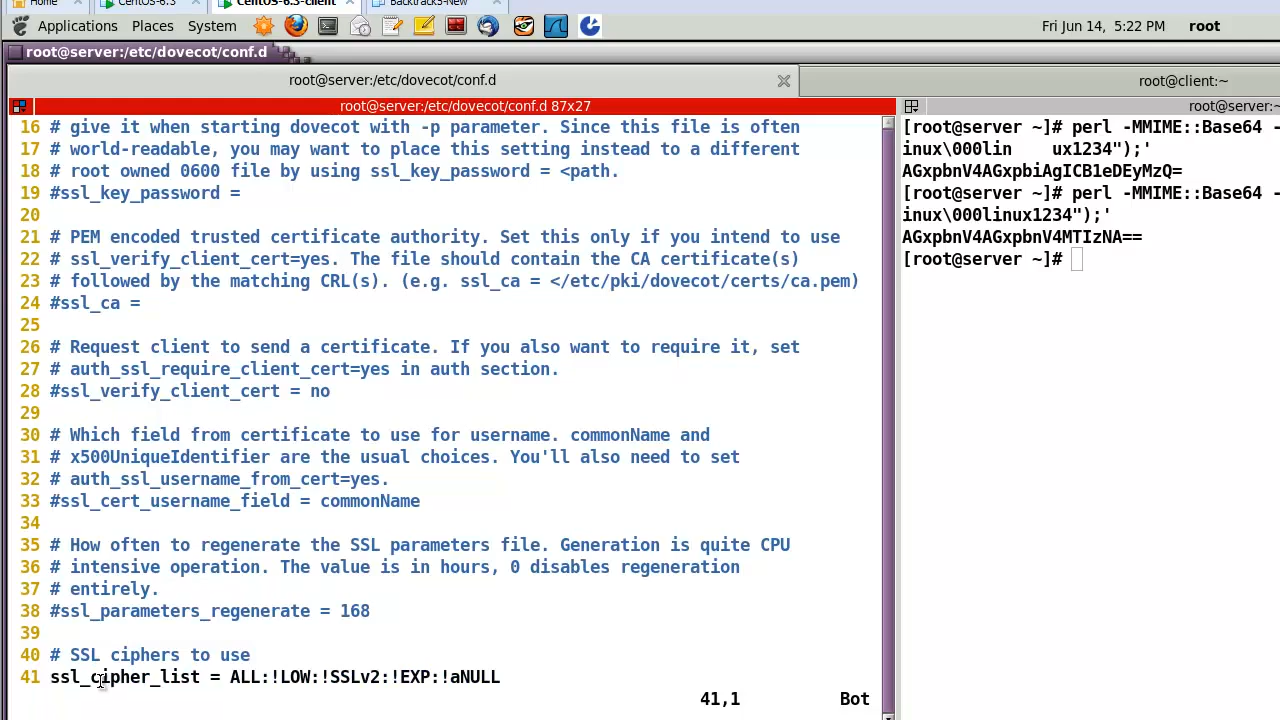 Home CentOS-6.3 CentOS-6.3-client Backtrack5-New
Applications Places System Fri Jun 14, 5:22 PM root
root@server:/etc/dovecot/conf.d
root@server:/etc/dovecot/conf.d root@client:~
root@server:/etc/dovecot/conf.d 87x27 root@server:~
16 # give it when starting dovecot with -p parameter. Since this file is often
17 # world-readable, you may want to place this setting instead to a different
18 # root owned 0600 file by using ssl_key_password = <path.
19 #ssl_key_password =
20
21 # PEM encoded trusted certificate authority. Set this only if you intend to use
22 # ssl_verify_client_cert=yes. The file should contain the CA certificate(s)
23 # followed by the matching CRL(s). (e.g. ssl_ca = </etc/pki/dovecot/certs/ca.pem)
24 #ssl_ca =
25
26 # Request client to send a certificate. If you also want to require it, set
27 # auth_ssl_require_client_cert=yes in auth section.
28 #ssl_verify_client_cert = no
29
30 # Which field from certificate to use for username. commonName and
31 # x500UniqueIdentifier are the usual choices. You'll also need to set
32 # auth_ssl_username_from_cert=yes.
33 #ssl_cert_username_field = commonName
34
35 # How often to regenerate the SSL parameters file. Generation is quite CPU
36 # intensive operation. The value is in hours, 0 disables regeneration
37 # entirely.
38 #ssl_parameters_regenerate = 168
39
40 # SSL ciphers to use
41 ssl_cipher_list = ALL:!LOW:!SSLv2:!EXP:!aNULL
41,1 Bot
[root@server ~]# perl -MMIME::Base64 -
inux\000lin    ux1234");'
AGxpbnV4AGxpbiAgICB1eDEyMzQ=
[root@server ~]# perl -MMIME::Base64 -
inux\000linux1234");'
AGxpbnV4AGxpbnV4MTIzNA==
[root@server ~]#